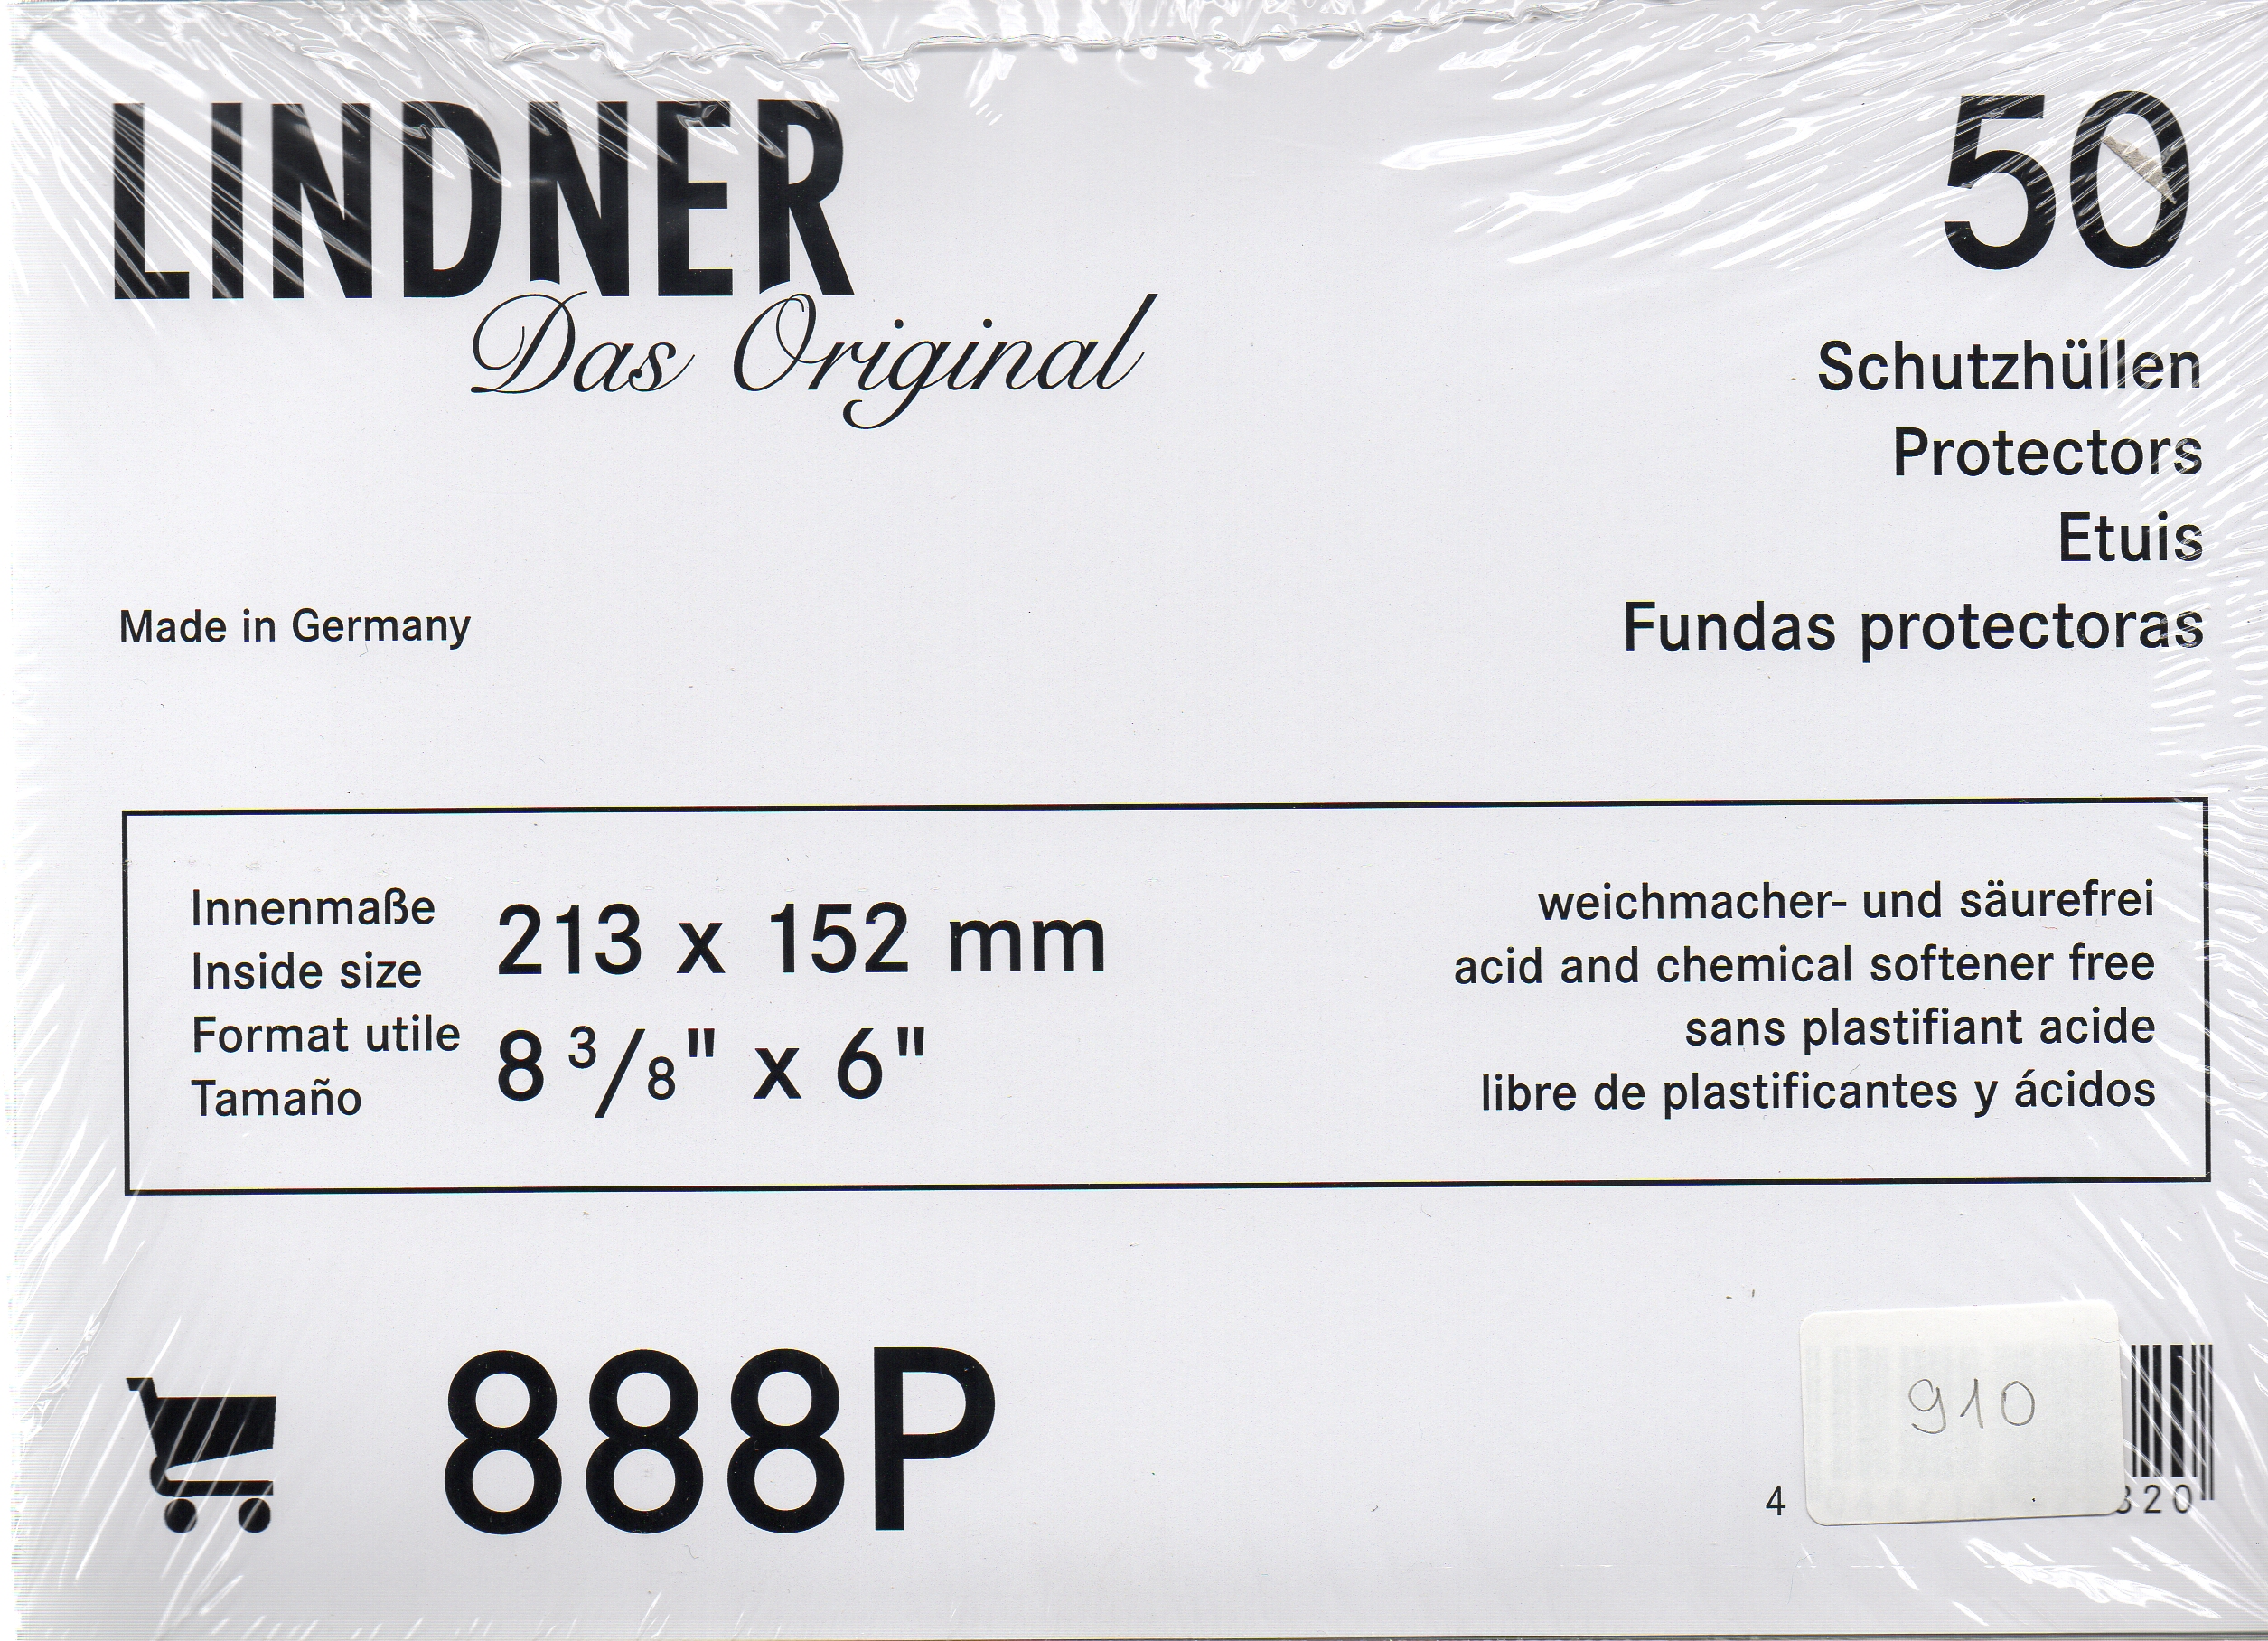 LINDNER
Das Original
50
Schutzhüllen
Protectors
Etuis
Fundas protectoras
Made in Germany
Innenmaße
Inside size
Format utile
Tamaño
213 x 152 mm
8 3/8" x 6"
weichmacher- und säurefrei
acid and chemical softener free
sans plastifiant acide
libre de plastificantes y ácidos
888P
910
4
320